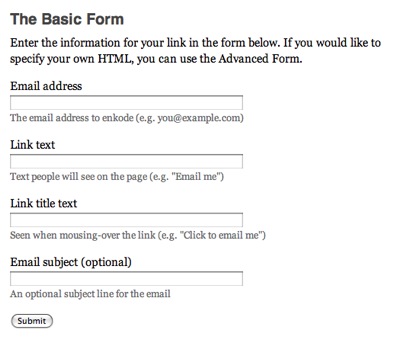 The Basic Form
Enter the information for your link in the form below. If you would like to
specify your own HTML, you can use the Advanced Form.
Email address
The email address to enkode (e.g. you@example.com)
Link text
Text people will see on the page (e.g. "Email me")
Link title text
Seen when mousing-over the link (e.g. "Click to email me")
Email subject (optional)
An optional subject line for the email
Submit